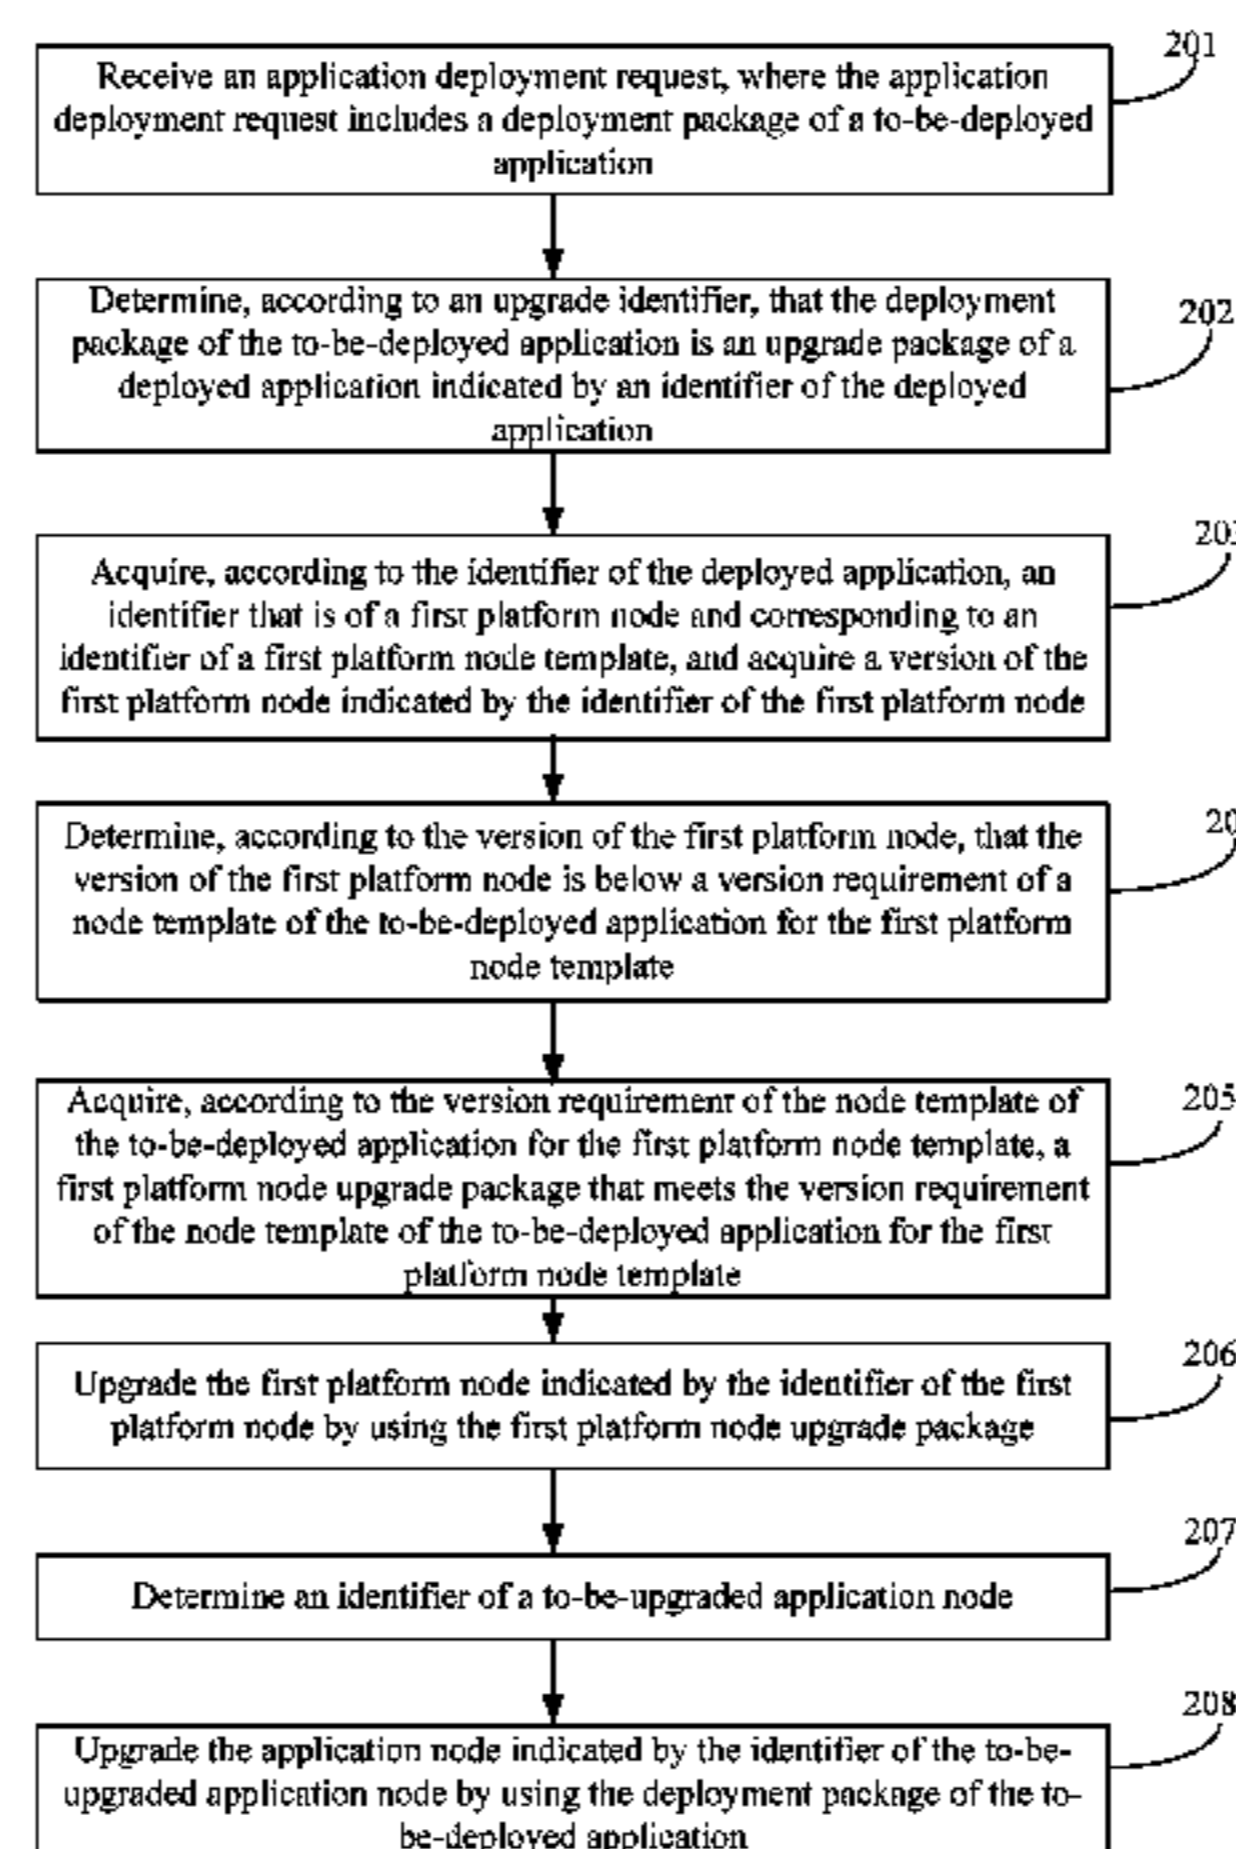 201
Receive an application deployment request, where the application
deployment request includes a deployment package of a to-be-deployed
application
202
Determine, according to an upgrade identifier, that the deployment
package of the to-be-deployed application is an upgrade package of a
deployed application indicated by an identifier of the deployed
application
Acquire, according to the identifier of the deployed application, an
identifier that is of a first platform node and corresponding to an
identifier of a first platform node template, and acquire a version of the
first platform node indicated by the identifier of the first platform node
Determine, according to the version of the first platform node, that the
version of the first platform node is below a version requirement of a
node template of the to-be-deployed application for the first platform
node template
205
Acquire, according to the version requirement of the node template of
the to-be-deployed application for the first platform node template, a
first platform node upgrade package that meets the version requirement
of the node template of the to-be-deployed application for the first
platform node template
206
Upgrade the first platform node indicated by the identifier of the first
platform node by using the first platform node upgrade package
207
Determine an identifier of a to-be-upgraded application node
208
Upgrade the application node indicated by the identifier of the to-be-
upgraded application node by using the deployment package of the to-
be-deployed application